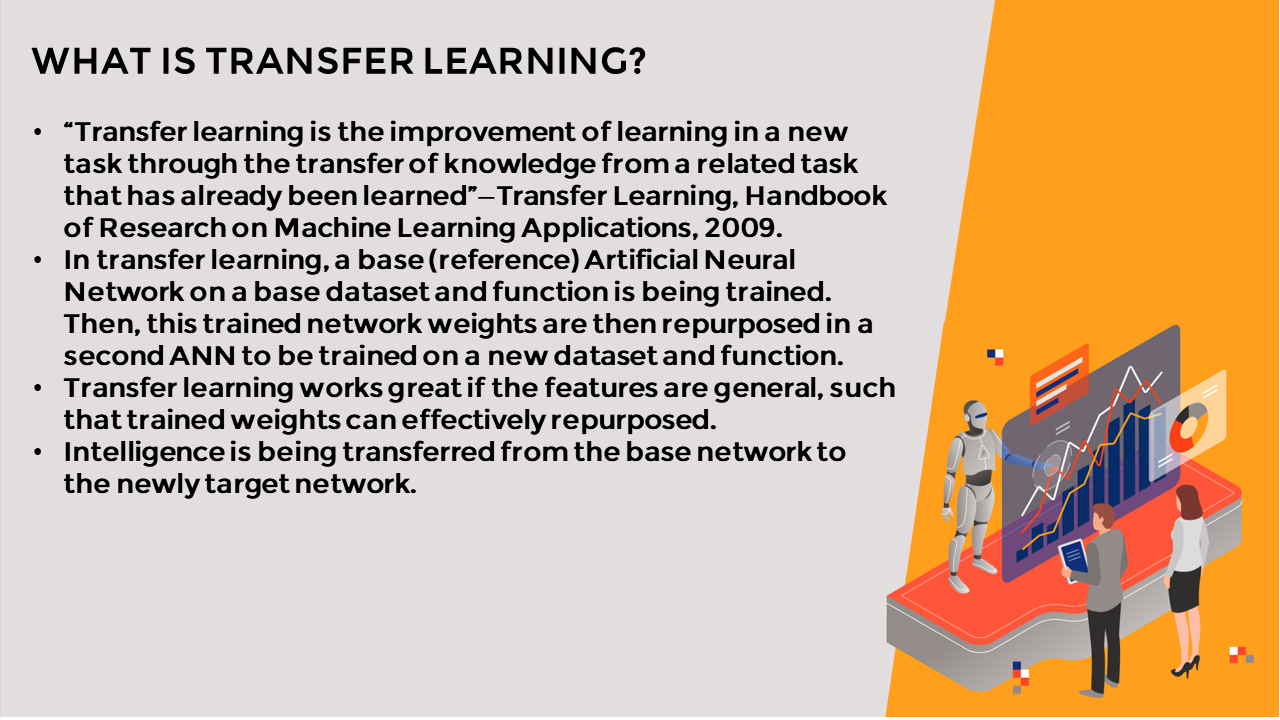 WHAT IS TRANSFER LEARNING?
• “Transfer learning is the improvement of learning in a new
task through the transfer of knowledge from a related task
that has already been learned”—Transfer Learning, Handbook
of Research on Machine Learning Applications, 2009.
• In transfer learning, a base (reference) Artificial Neural
Network on a base dataset and function is being trained.
Then, this trained network weights are then repurposed in a
second ANN to be trained on a new dataset and function.
• Transfer learning works great if the features are general, such
that trained weights can effectively repurposed.
• Intelligence is being transferred from the base network to
the newly target network.